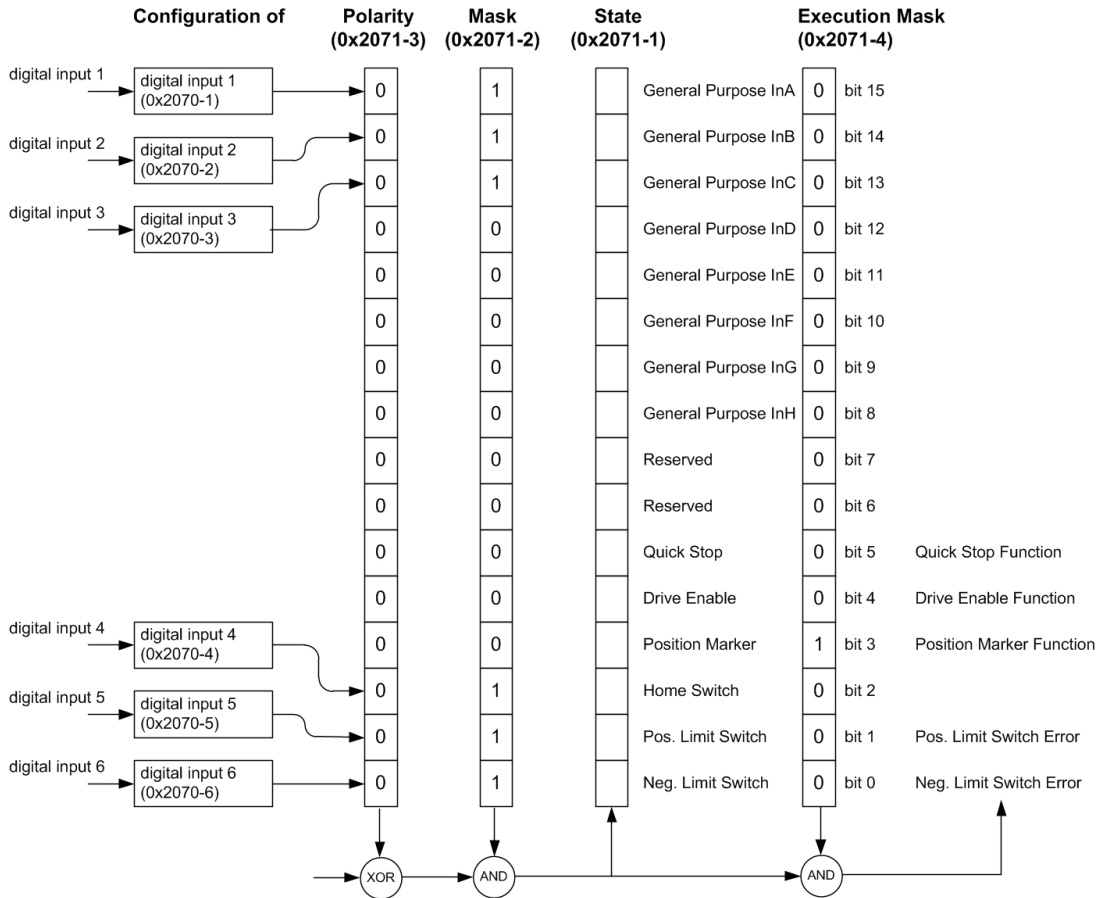 Configuration of Polarity Mask State Execution Mask
(0x2071-3) (0x2071-2) (0x2071-1) (0x2071-4)
digital input 1 digital input 1 0 1 General Purpose InA 0 bit 15
(0x2070-1)
digital input 2 digital input 2 0 1 General Purpose InB 0 bit 14
(0x2070-2)
0 1 General Purpose InC 0 bit 13
digital input 3 digital input 3 0 0 General Purpose InD 0 bit 12
(0x2070-3)
0 0 General Purpose InE 0 bit 11
0 0 General Purpose InF 0 bit 10
0 0 General Purpose InG 0 bit 9
0 0 General Purpose InH 0 bit 8
0 0 Reserved 0 bit 7
0 0 Reserved 0 bit 6
0 0 Quick Stop 0 bit 5 Quick Stop Function
0 0 Drive Enable 0 bit 4 Drive Enable Function
digital input 4 digital input 4 0 0 Position Marker 1 bit 3 Position Marker Function
(0x2070-4)
0 1 Home Switch 0 bit 2
digital input 5 digital input 5 0 1 Pos. Limit Switch 0 bit 1 Pos. Limit Switch Error
(0x2070-5)
digital input 6 digital input 6 0 1 Neg. Limit Switch 0 bit 0 Neg. Limit Switch Error
(0x2070-6)
XOR AND AND